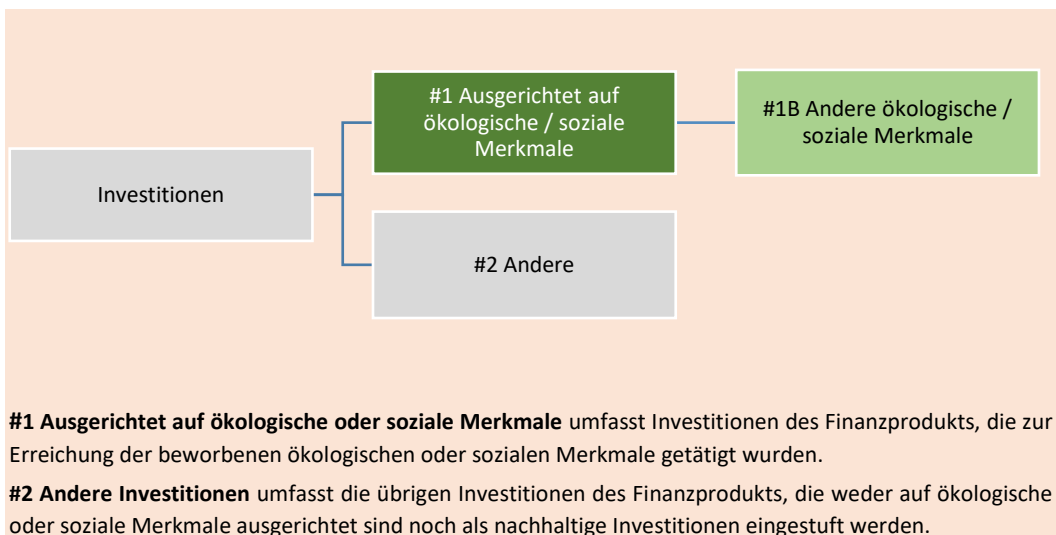 #1 Ausgerichtet auf
ökologische / soziale
Merkmale
#1B Andere ökologische /
soziale Merkmale
Investitionen
#2 Andere
#1 Ausgerichtet auf ökologische oder soziale Merkmale umfasst Investitionen des Finanzprodukts, die zur
Erreichung der beworbenen ökologischen oder sozialen Merkmale getätigt wurden.
#2 Andere Investitionen umfasst die übrigen Investitionen des Finanzprodukts, die weder auf ökologische
oder soziale Merkmale ausgerichtet sind noch als nachhaltige Investitionen eingestuft werden.